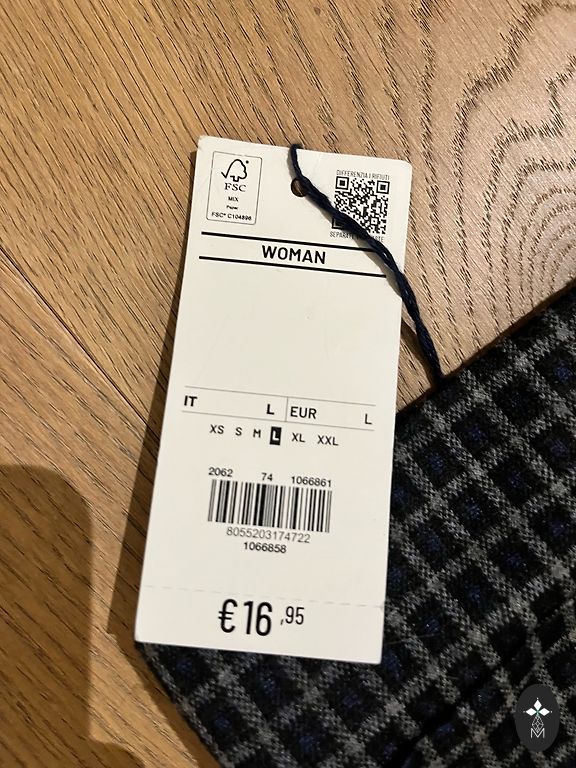 FSC
MIX
Paper
FSC® C104896
DIFFERENZIA I RIFIUTI
WOMAN
IT L EUR L
XS S M L XL XXL
2062 74 1066861
8055203174722
1066858
€ 16 ,95
M